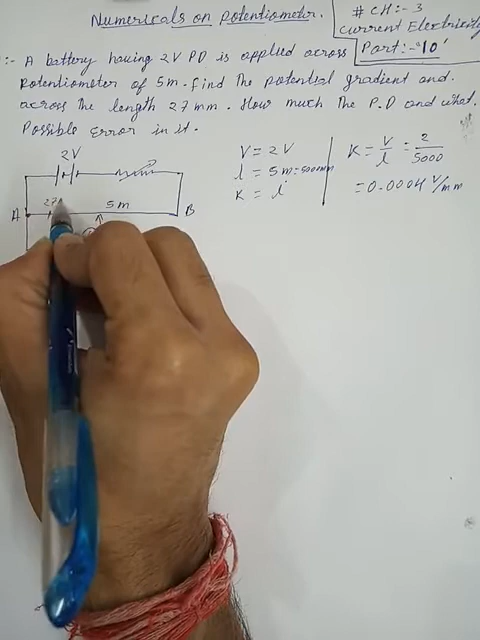 Numericals on potentiometer.
# CH:- 3
Current Electricity
Part:- "10"
:- A battery having 2V PD is applied across
Potentiometer of 5m. find the potential gradient and
across the length 27mm. How much the P.D and what
Possible Error in it.
2V
A
27
5m
B
V = 2V
l = 5m = 5000mm
K = i
K = V/l = 2/5000
= 0.0004 V/mm